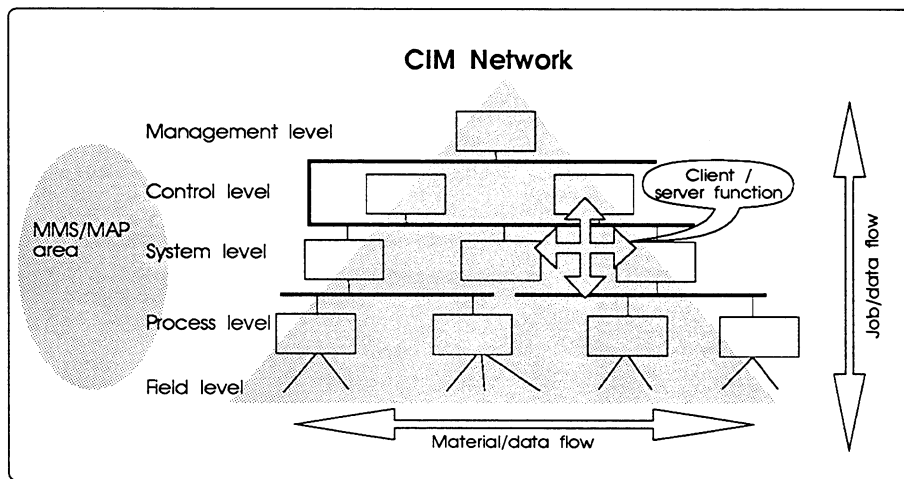 CIM Network
Management level
Control level
Client /
server function
MMS/MAP
area
System level
Process level
Field level
Material/data flow
Job/data flow